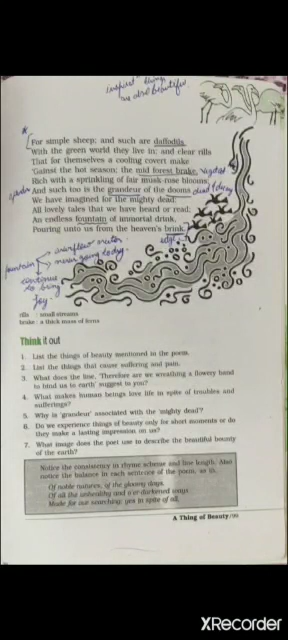 inspire things
are also beautiful.
*
For simple sheep; and such are daffodils
With the green world they live in; and clear rills
That for themselves a cooling covert make
'Gainst the hot season; the mid forest brake,
Rich with a sprinkling of fair musk-rose blooms;
And such too is the grandeur of the dooms
We have imagined for the mighty dead;
All lovely tales that we have heard or read;
An endless fountain of immortal drink,
Pouring unto us from the heaven's brink.
edge
fountain
continue
to bring
Joy
rills : small streams
brake : a thick mass of ferns
Think it out
1. List the things of beauty mentioned in the poem.
2. List the things that cause suffering and pain.
3. What does the line, 'Therefore are we wreathing a flowery band
to bind us to earth' suggest to you?
4. What makes human beings love life in spite of troubles and
sufferings?
5. Why is 'grandeur' associated with the 'mighty dead'?
6. Do we experience things of beauty only for short moments or do
they make a lasting impression on us?
7. What image does the poet use to describe the beautiful bounty
of the earth?
Notice the consistency in rhyme scheme and line length. Also
notice the balance in each sentence of the poem, as in,
Of noble natures, of the gloomy days,
Of all the unhealthy and o'er-darkened ways
Made for our searching: yes in spite of all,
A Thing of Beauty/99
XRecorder